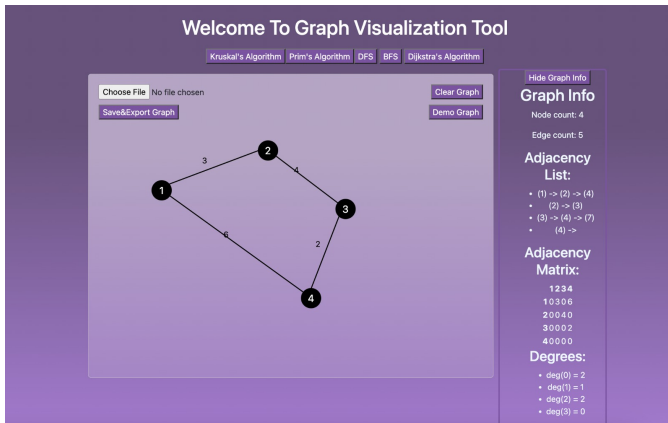 Welcome To Graph Visualization Tool
Kruskal's Algorithm Prim's Algorithm DFS BFS Dijkstra's Algorithm
Choose File No file chosen
Clear Graph
Save&Export Graph
Demo Graph
2
3
4
1
3
6
2
4
Hide Graph Info
Graph Info
Node count: 4
Edge count: 5
Adjacency
List:
• (1) -> (2) -> (4)
• (2) -> (3)
• (3) -> (4) -> (7)
• (4) ->
Adjacency
Matrix:
1 2 3 4
1 0 3 0 6
2 0 0 4 0
3 0 0 0 2
4 0 0 0 0
Degrees:
• deg(0) = 2
• deg(1) = 1
• deg(2) = 2
• deg(3) = 0